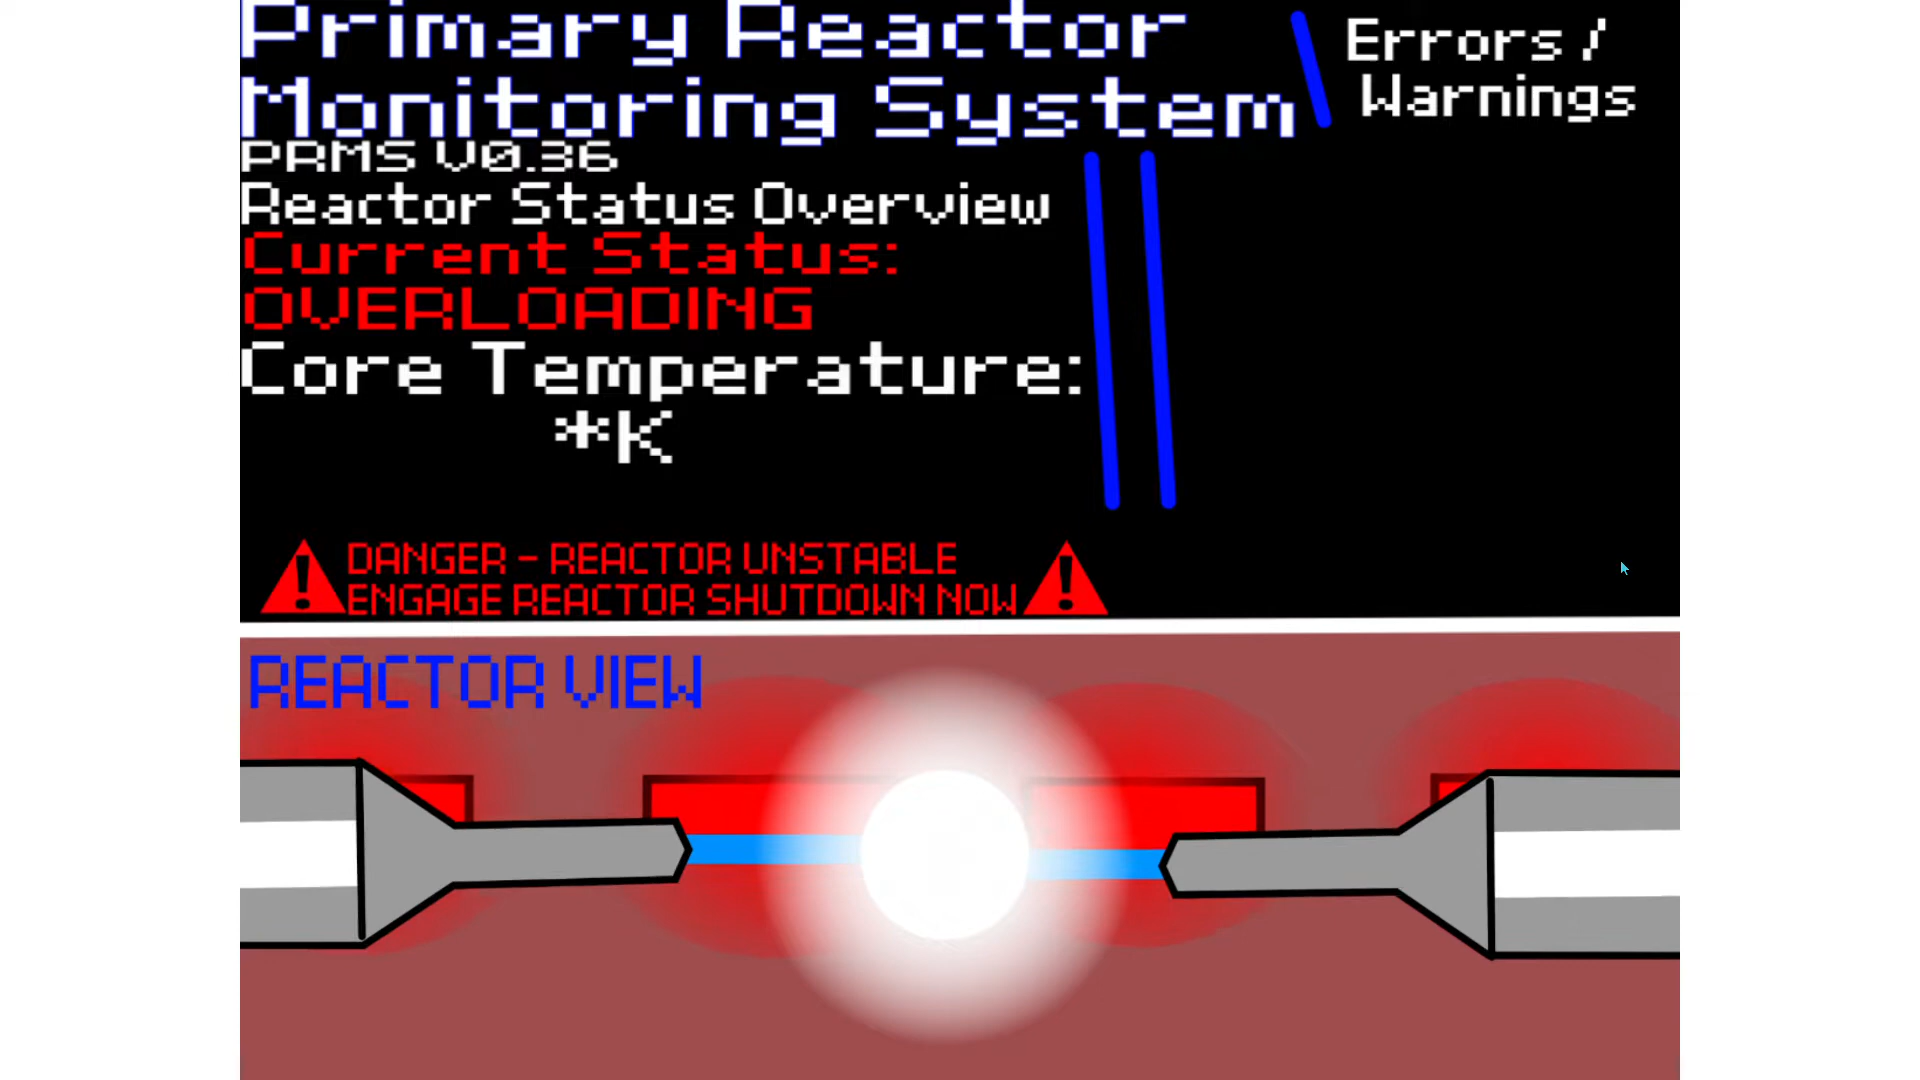 Primary Reactor
Monitoring System
PRMS V0.36
Reactor Status Overview
Current Status:
OVERLOADING
Core Temperature:
*K
DANGER - REACTOR UNSTABLE
ENGAGE REACTOR SHUTDOWN NOW
Errors /
Warnings
REACTOR VIEW